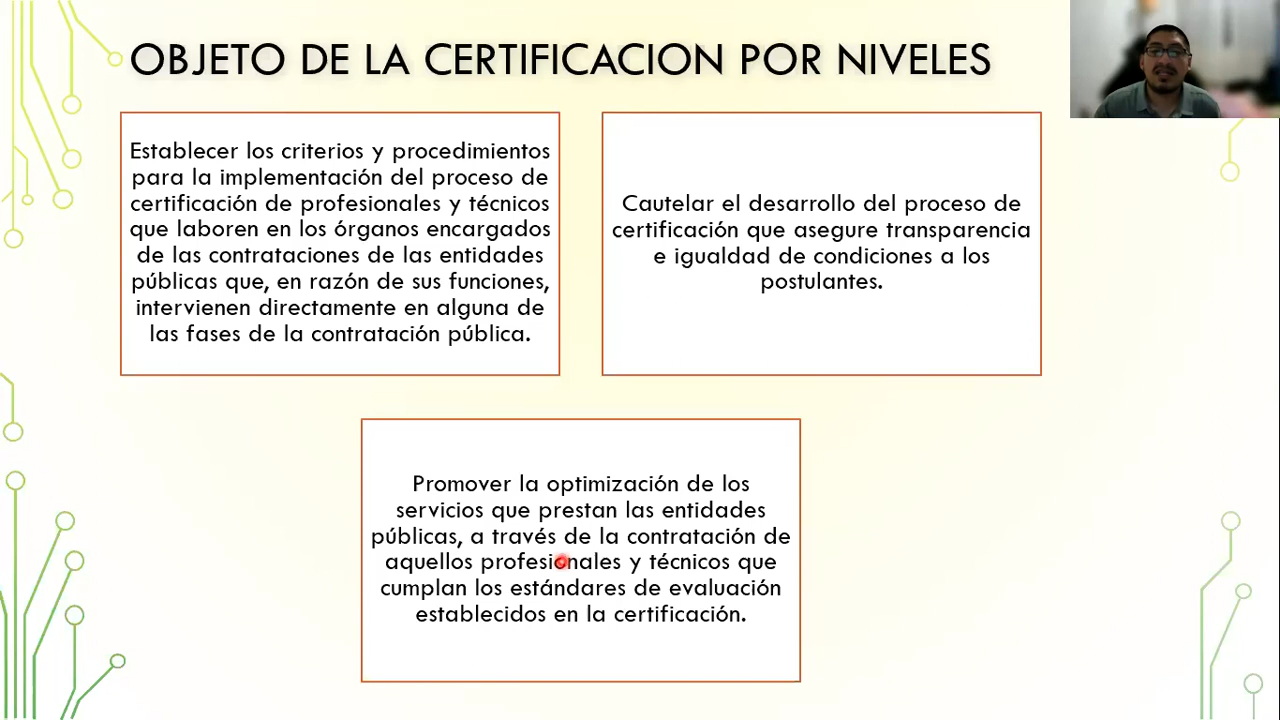 OBJETO DE LA CERTIFICACION POR NIVELES
Establecer los criterios y procedimientos
para la implementación del proceso de
certificación de profesionales y técnicos
que laboren en los órganos encargados
de las contrataciones de las entidades
públicas que, en razón de sus funciones,
intervienen directamente en alguna de
las fases de la contratación pública.
Cautelar el desarrollo del proceso de
certificación que asegure transparencia
e igualdad de condiciones a los
postulantes.
Promover la optimización de los
servicios que prestan las entidades
públicas, a través de la contratación de
aquellos profesionales y técnicos que
cumplan los estándares de evaluación
establecidos en la certificación.